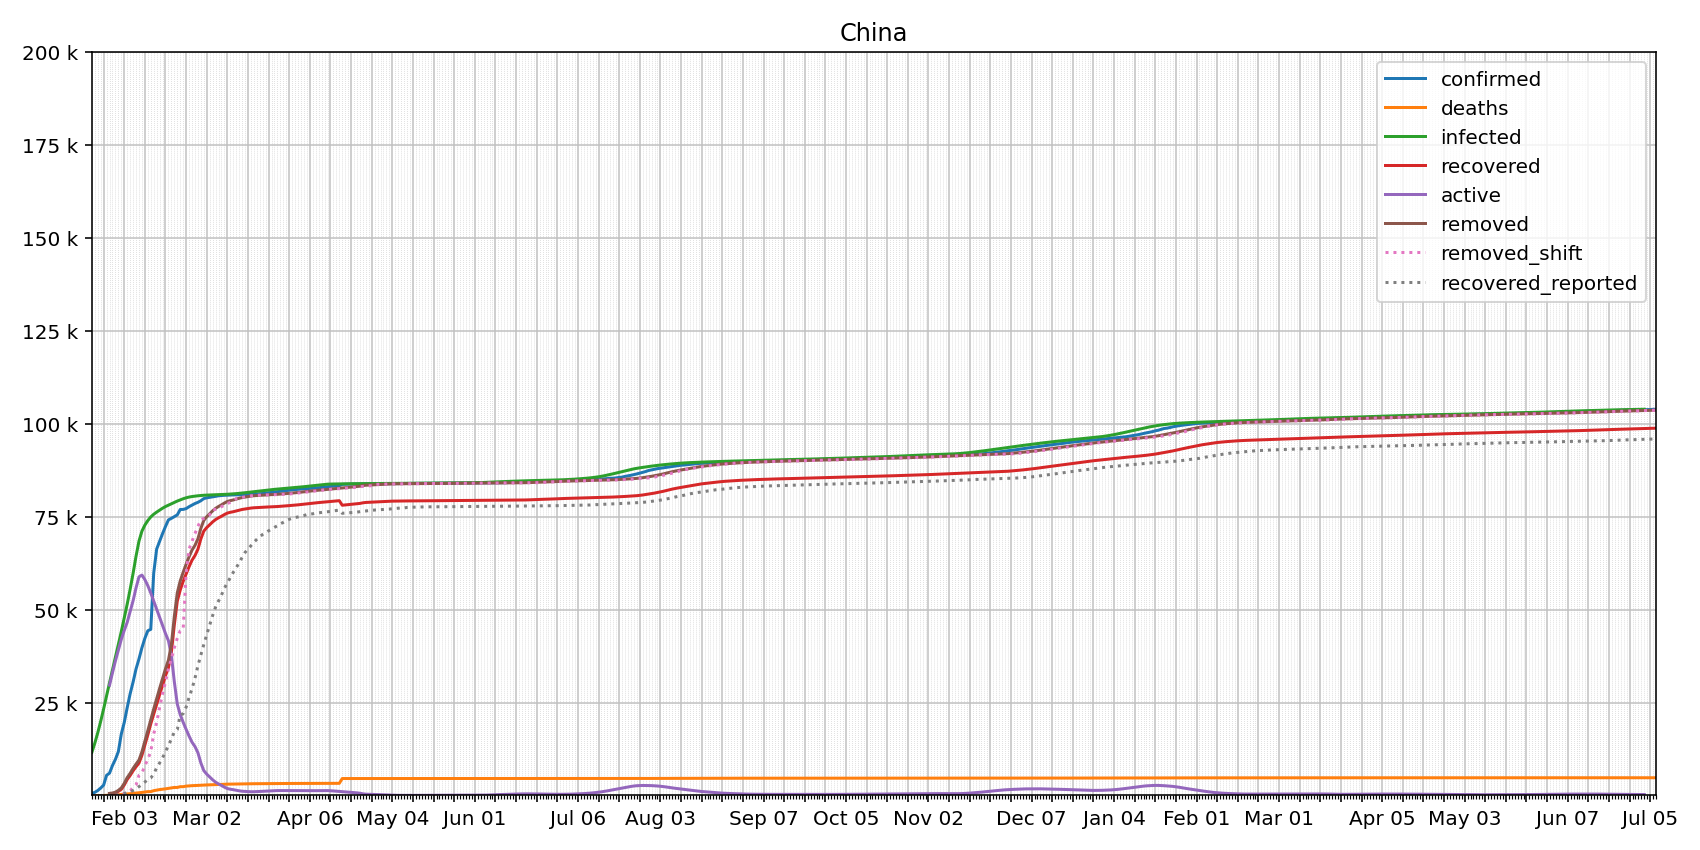 China
200 k
175 k
150 k
125 k
100 k
75 k
50 k
25 k
confirmed
deaths
infected
recovered
active
removed
removed_shift
recovered_reported
Feb 03 Mar 02 Apr 06 May 04 Jun 01 Jul 06 Aug 03 Sep 07 Oct 05 Nov 02 Dec 07 Jan 04 Feb 01 Mar 01 Apr 05 May 03 Jun 07 Jul 05